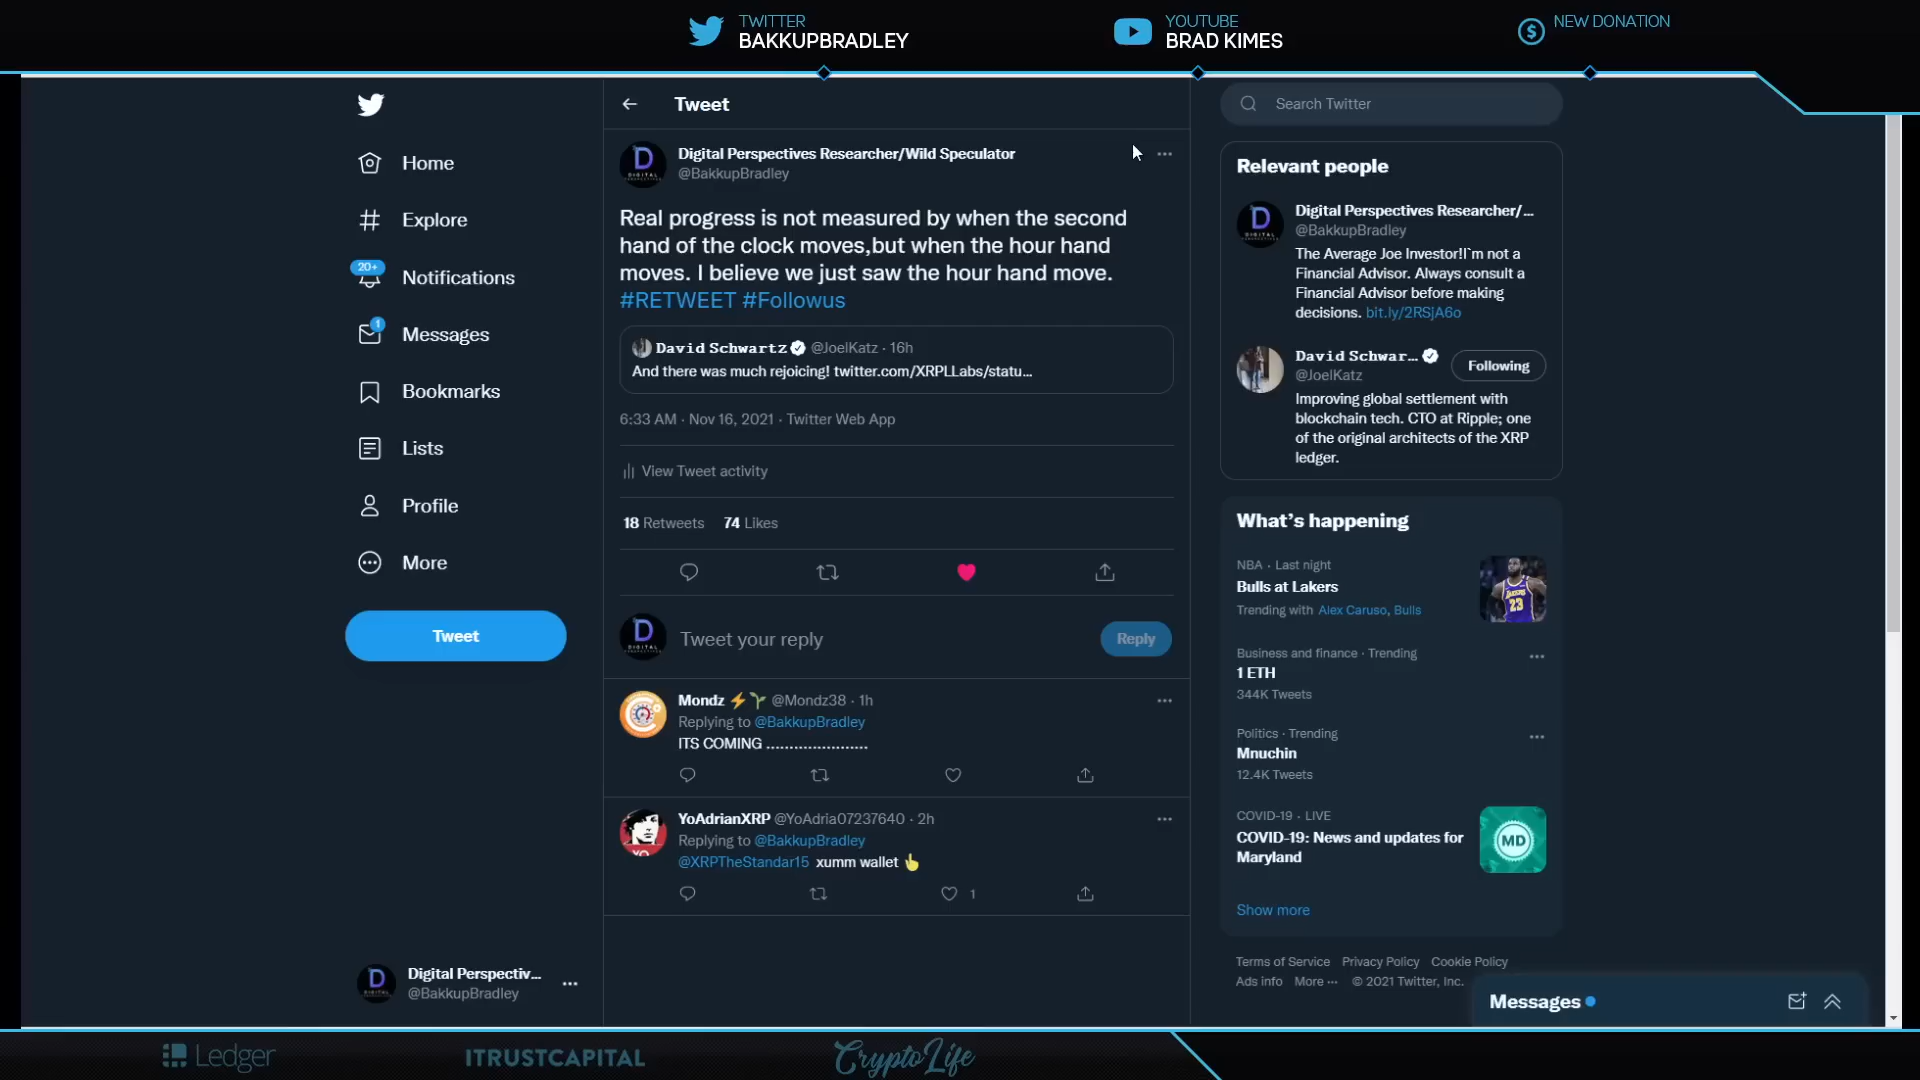 TWITTER
BAKKUPBRADLEY
YOUTUBE
BRAD KIMES
NEW DONATION
Home
Explore
20+
Notifications
1
Messages
Bookmarks
Lists
Profile
More
Tweet
Digital Perspectiv...
@BakkupBradley
Tweet
Digital Perspectives Researcher/Wild Speculator
@BakkupBradley
Real progress is not measured by when the second
hand of the clock moves,but when the hour hand
moves. I believe we just saw the hour hand move.
#RETWEET #Followus
David Schwartz @JoelKatz · 16h
And there was much rejoicing! twitter.com/XRPLLabs/statu...
6:33 AM · Nov 16, 2021 · Twitter Web App
View Tweet activity
18 Retweets 74 Likes
Tweet your reply
Reply
Mondz @Mondz38 · 1h
Replying to @BakkupBradley
ITS COMING ......................
YoAdrianXRP @YoAdria07237640 · 2h
Replying to @BakkupBradley
@XRPTheStandar15 xumm wallet 👆
1
Search Twitter
Relevant people
Digital Perspectives Researcher/...
@BakkupBradley
The Average Joe Investor!I`m not a
Financial Advisor. Always consult a
Financial Advisor before making
decisions. bit.ly/2RSjA6o
David Schwar...
@JoelKatz
Following
Improving global settlement with
blockchain tech. CTO at Ripple; one
of the original architects of the XRP
ledger.
What's happening
NBA · Last night
Bulls at Lakers
Trending with Alex Caruso, Bulls
Business and finance · Trending
1 ETH
344K Tweets
Politics · Trending
Mnuchin
12.4K Tweets
COVID-19 · LIVE
COVID-19: News and updates for
Maryland
MD
Show more
Terms of Service Privacy Policy Cookie Policy
Ads info More ··· © 2021 Twitter, Inc.
Messages
Ledger
ITRUSTCAPITAL
CryptoLife